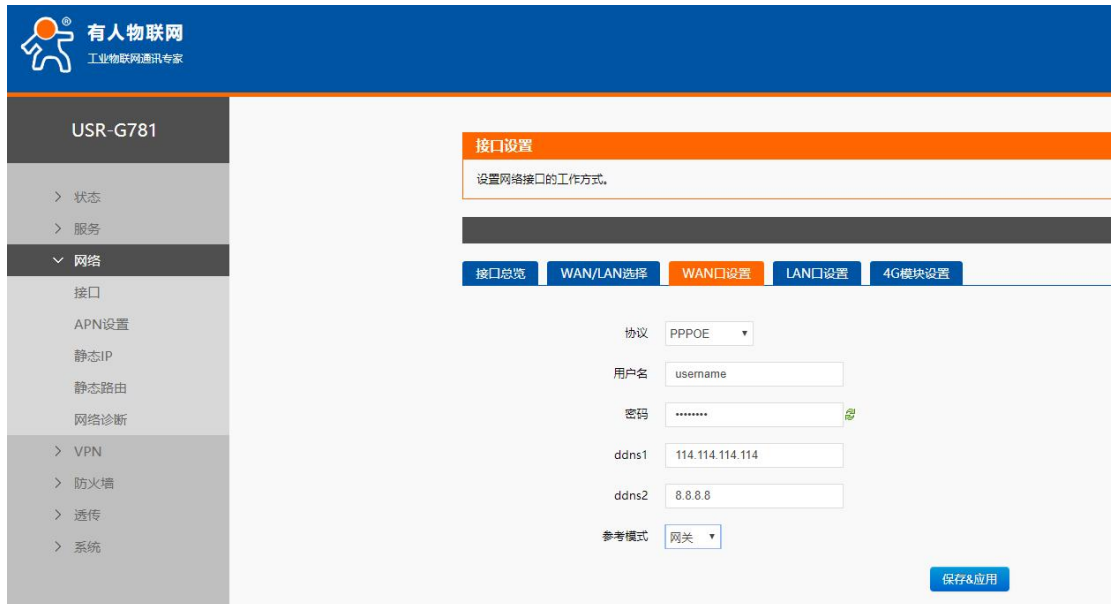 有人物联网
®
工业物联网通讯专家
USR-G781
状态
服务
网络
接口
APN设置
静态IP
静态路由
网络诊断
VPN
防火墙
透传
系统
接口设置
设置网络接口的工作方式。
接口总览 WAN/LAN选择 WAN口设置 LAN口设置 4G模块设置
协议 PPPOE
用户名 username
密码 ••••••••
ddns1 114.114.114.114
ddns2 8.8.8.8
参考模式 网关
保存&应用